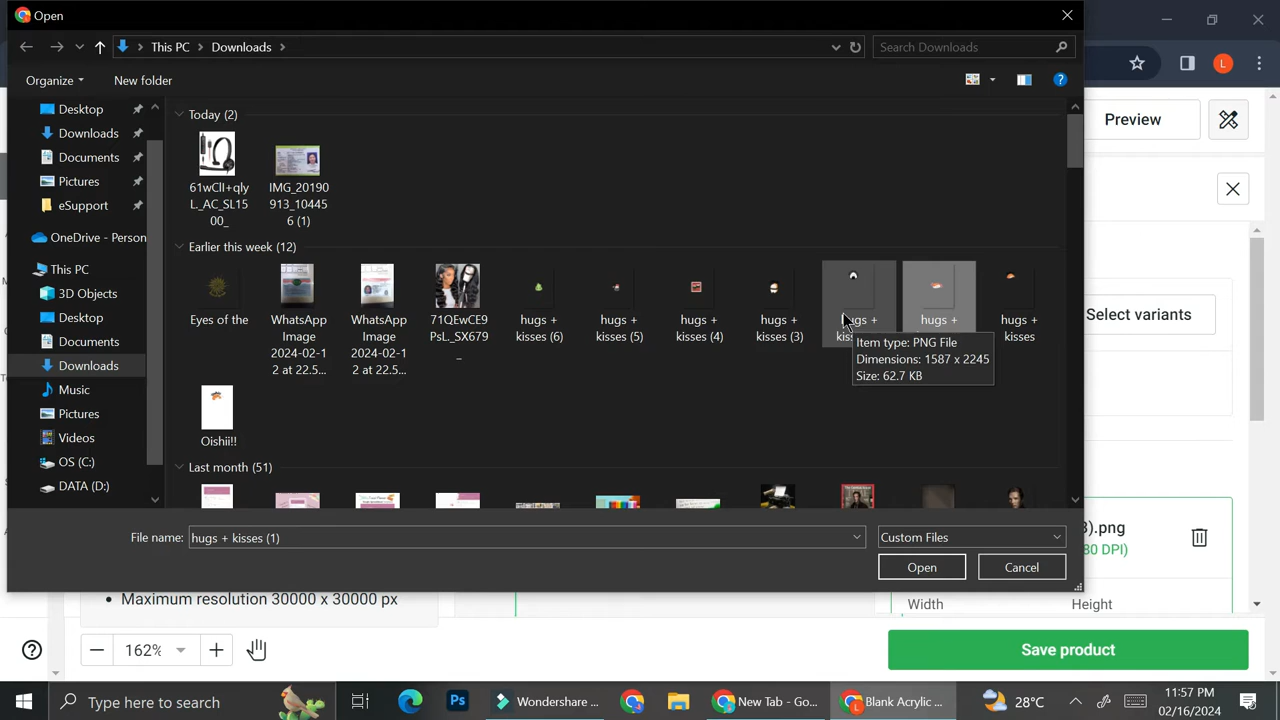 Open
This PC
Downloads
Search Downloads
Organize
New folder
Preview
Desktop
Downloads
Documents
Pictures
eSupport
OneDrive - Person
This PC
3D Objects
Desktop
Documents
Downloads
Music
Pictures
Videos
OS (C:)
DATA (D:)
Today (2)
61wClI+qly
L._AC_SL15
00_
IMG_20190
913_10445
6 (1)
Earlier this week (12)
Eyes of the
WhatsApp
Image
2024-02-1
2 at 22.5...
WhatsApp
Image
2024-02-1
2 at 22.5...
71QEwCE9
PsL._SX679
_
hugs +
kisses (6)
hugs +
kisses (5)
hugs +
kisses (4)
hugs +
kisses (3)
hugs +
hugs +
hugs +
kisses
Item type: PNG File
Dimensions: 1587 x 2245
Size: 62.7 KB
Oishii!!
Last month (51)
File name:
hugs + kisses (1)
Custom Files
Open
Cancel
Select variants
3).png
80 DPI)
Width
Height
• Maximum resolution 30000 x 30000 px
162%
Save product
Type here to search
Ps
Wondershare ...
New Tab - Go...
Blank Acrylic ...
28°C
11:57 PM
02/16/2024